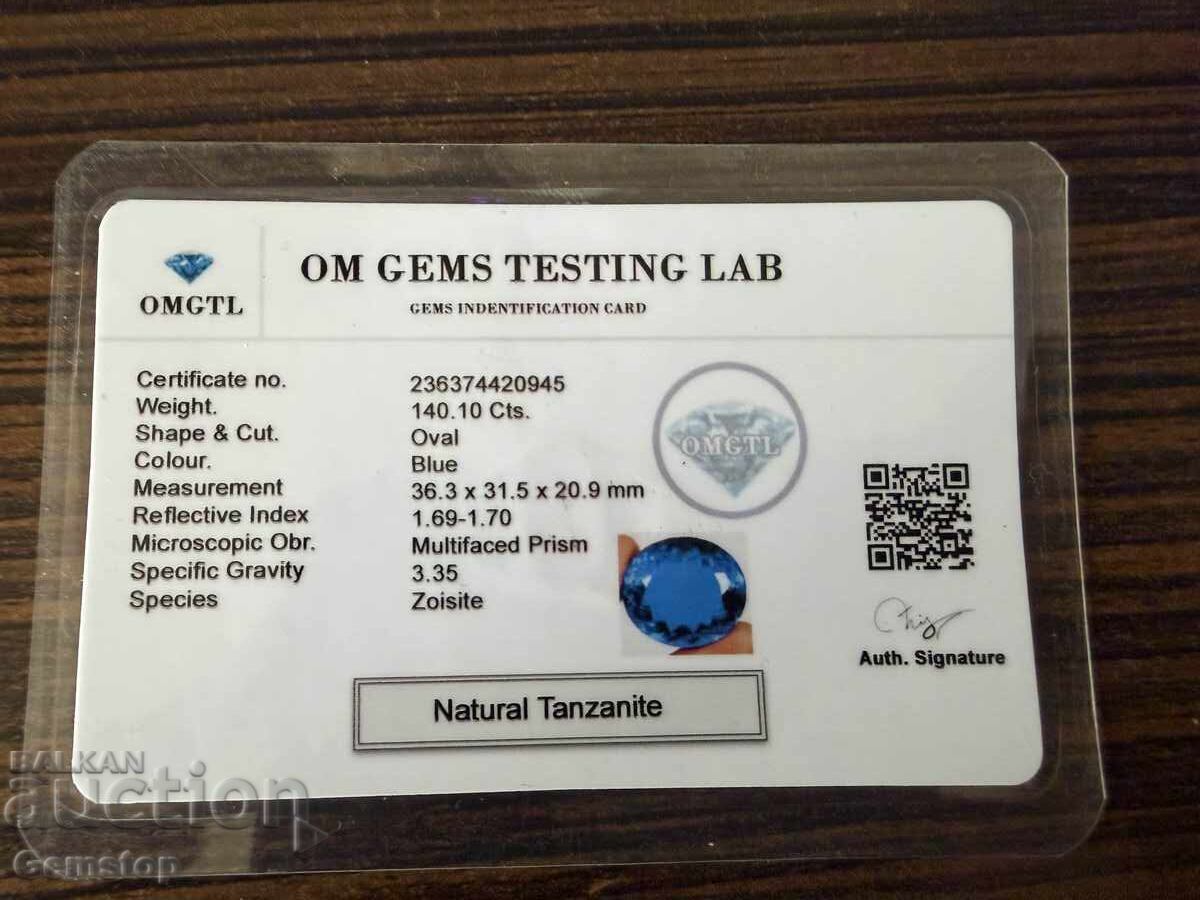 OM GEMS TESTING LAB
GEMS INDENTIFICATION CARD
OMGTL
Certificate no. 236374420945
Weight. 140.10 Cts.
Shape & Cut. Oval
Colour. Blue
Measurement 36.3 x 31.5 x 20.9 mm
Reflective Index 1.69-1.70
Microscopic Obr. Multifaced Prism
Specific Gravity 3.35
Species Zoisite
OMGTL
Auth. Signature
Natural Tanzanite
BALKAN
auction
Gemstop